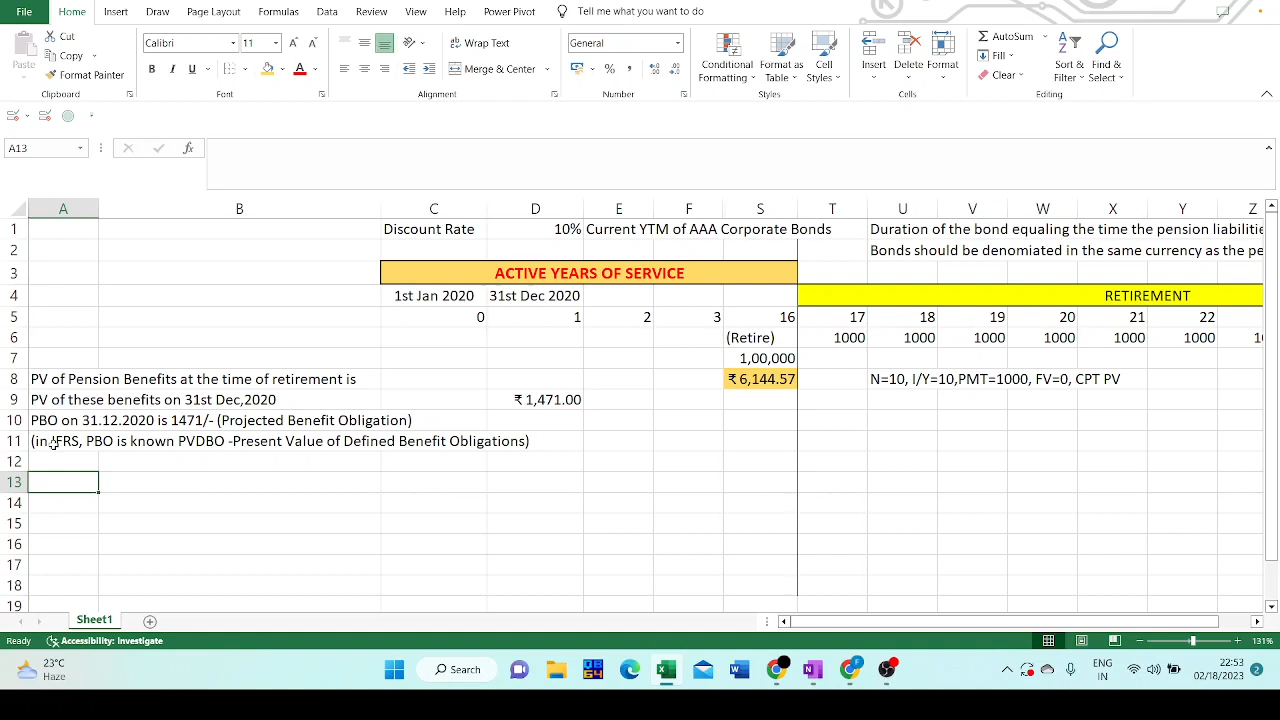 File Home Insert Draw Page Layout Formulas Data Review View Help Power Pivot Tell me what you want to do
Paste Cut Copy Format Painter Clipboard
Calibri 11 B I U A Font
Wrap Text Merge & Center Alignment
General % , Number
Conditional Formatting Format as Table Cell Styles Styles
Insert Delete Format Cells
AutoSum Fill Clear Sort & Filter Find & Select Editing
A13 fx
A B C D E F S T U V W X Y Z
1 Discount Rate 10% Current YTM of AAA Corporate Bonds Duration of the bond equaling the time the pension liabilitie
2 Bonds should be denomiated in the same currency as the pe
3 ACTIVE YEARS OF SERVICE
4 1st Jan 2020 31st Dec 2020 RETIREMENT
5 0 1 2 3 16 17 18 19 20 21 22
6 (Retire) 1000 1000 1000 1000 1000 1000 1
7 1,00,000
8 PV of Pension Benefits at the time of retirement is ₹ 6,144.57 N=10, I/Y=10,PMT=1000, FV=0, CPT PV
9 PV of these benefits on 31st Dec,2020 ₹ 1,471.00
10 PBO on 31.12.2020 is 1471/- (Projected Benefit Obligation)
11 (in IFRS, PBO is known PVDBO -Present Value of Defined Benefit Obligations)
12
13
14
15
16
17
18
19
Sheet1
Ready Accessibility: Investigate 131%
23°C Haze Search ENG IN 22:53 02/18/2023 2